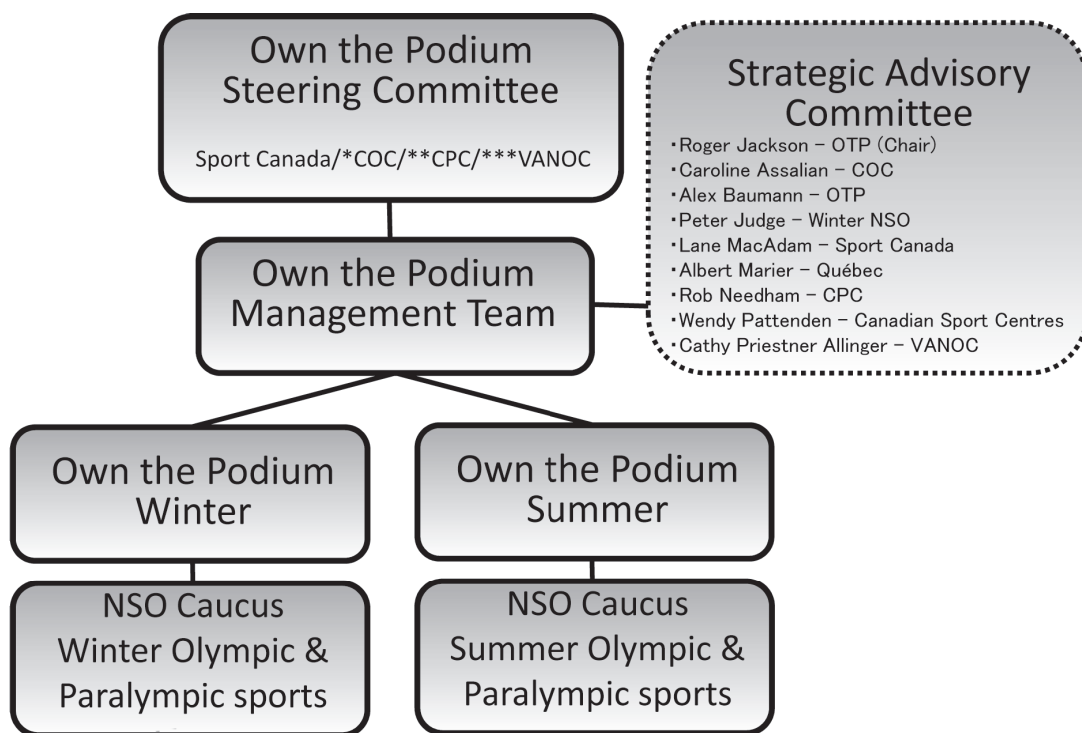 Own the Podium
Steering Committee
Sport Canada/*COC/**CPC/***VANOC
Strategic Advisory
Committee
・Roger Jackson – OTP (Chair)
・Caroline Assalian – COC
・Alex Baumann – OTP
・Peter Judge – Winter NSO
・Lane MacAdam – Sport Canada
・Albert Marier – Québec
・Rob Needham – CPC
・Wendy Pattenden – Canadian Sport Centres
・Cathy Priestner Allinger – VANOC
Own the Podium
Management Team
Own the Podium
Winter
Own the Podium
Summer
NSO Caucus
Winter Olympic &
Paralympic sports
NSO Caucus
Summer Olympic &
Paralympic sports